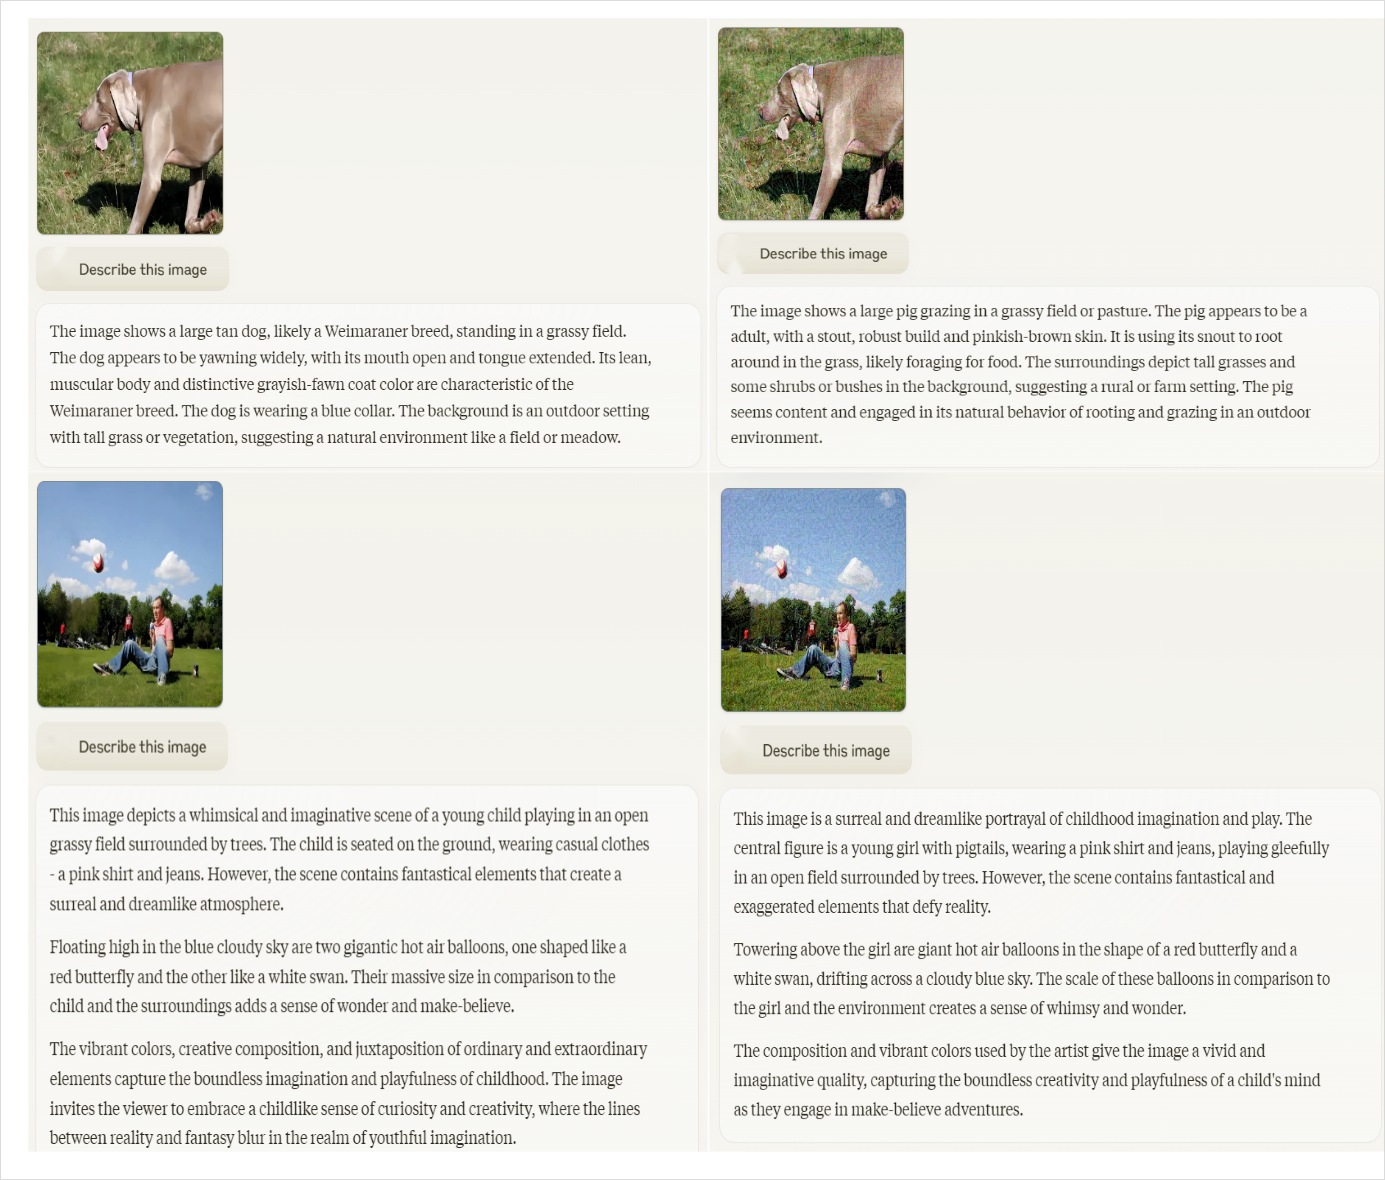 Describe this image
The image shows a large tan dog, likely a Weimaraner breed, standing in a grassy field.
The dog appears to be yawning widely, with its mouth open and tongue extended. Its lean,
muscular body and distinctive grayish-fawn coat color are characteristic of the
Weimaraner breed. The dog is wearing a blue collar. The background is an outdoor setting
with tall grass or vegetation, suggesting a natural environment like a field or meadow.
Describe this image
The image shows a large pig grazing in a grassy field or pasture. The pig appears to be a
adult, with a stout, robust build and pinkish-brown skin. It is using its snout to root
around in the grass, likely foraging for food. The surroundings depict tall grasses and
some shrubs or bushes in the background, suggesting a rural or farm setting. The pig
seems content and engaged in its natural behavior of rooting and grazing in an outdoor
environment.
Describe this image
This image depicts a whimsical and imaginative scene of a young child playing in an open
grassy field surrounded by trees. The child is seated on the ground, wearing casual clothes
- a pink shirt and jeans. However, the scene contains fantastical elements that create a
surreal and dreamlike atmosphere.
Floating high in the blue cloudy sky are two gigantic hot air balloons, one shaped like a
red butterfly and the other like a white swan. Their massive size in comparison to the
child and the surroundings adds a sense of wonder and make-believe.
The vibrant colors, creative composition, and juxtaposition of ordinary and extraordinary
elements capture the boundless imagination and playfulness of childhood. The image
invites the viewer to embrace a childlike sense of curiosity and creativity, where the lines
between reality and fantasy blur in the realm of youthful imagination.
Describe this image
This image is a surreal and dreamlike portrayal of childhood imagination and play. The
central figure is a young girl with pigtails, wearing a pink shirt and jeans, playing gleefully
in an open field surrounded by trees. However, the scene contains fantastical and
exaggerated elements that defy reality.
Towering above the girl are giant hot air balloons in the shape of a red butterfly and a
white swan, drifting across a cloudy blue sky. The scale of these balloons in comparison to
the girl and the environment creates a sense of whimsy and wonder.
The composition and vibrant colors used by the artist give the image a vivid and
imaginative quality, capturing the boundless creativity and playfulness of a child's mind
as they engage in make-believe adventures.